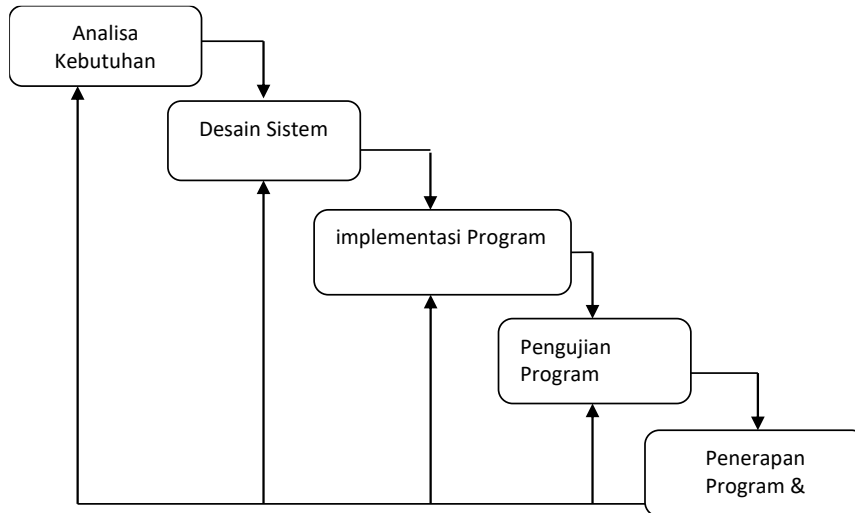 Analisa
Kebutuhan
Desain Sistem
implementasi Program
Pengujian
Program
Penerapan
Program &